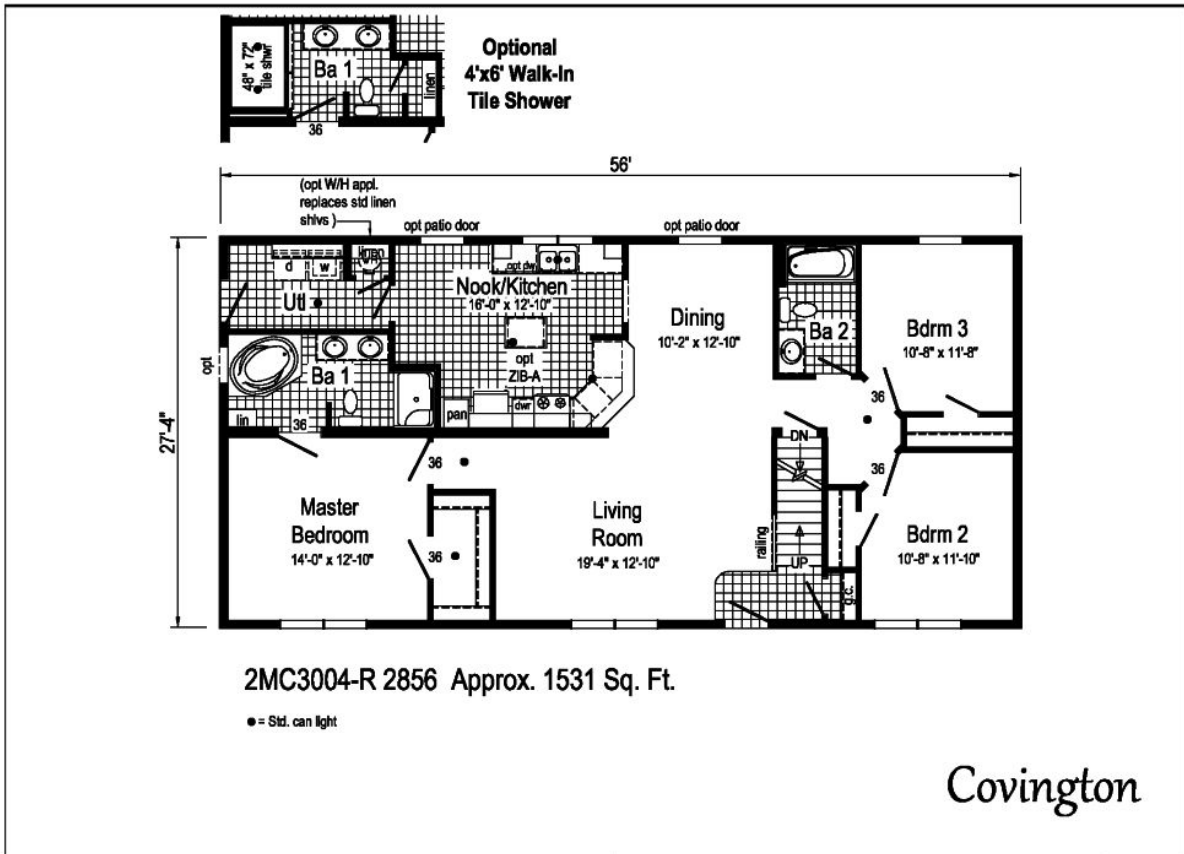 Optional
4'x6' Walk-In
Tile Shower
48" x 72"
tile shwr
Ba 1
linen
36
56'
(opt W/H appl.
replaces std linen
shlvs )
opt patio door
opt patio door
27'-4"
d
w
linen
W/H
Utl
opt dw
Nook/Kitchen
16'-0" x 12'-10"
opt
ZIB-A
pan
dwr
Dining
10'-2" x 12'-10"
Ba 2
Bdrm 3
10'-8" x 11'-8"
36
opt
Ba 1
lin
36
36
Master
Bedroom
14'-0" x 12'-10"
36
Living
Room
19'-4" x 12'-10"
DN
railing
UP
36
g.c.
Bdrm 2
10'-8" x 11'-10"
2MC3004-R 2856 Approx. 1531 Sq. Ft.
● = Std. can light
Covington